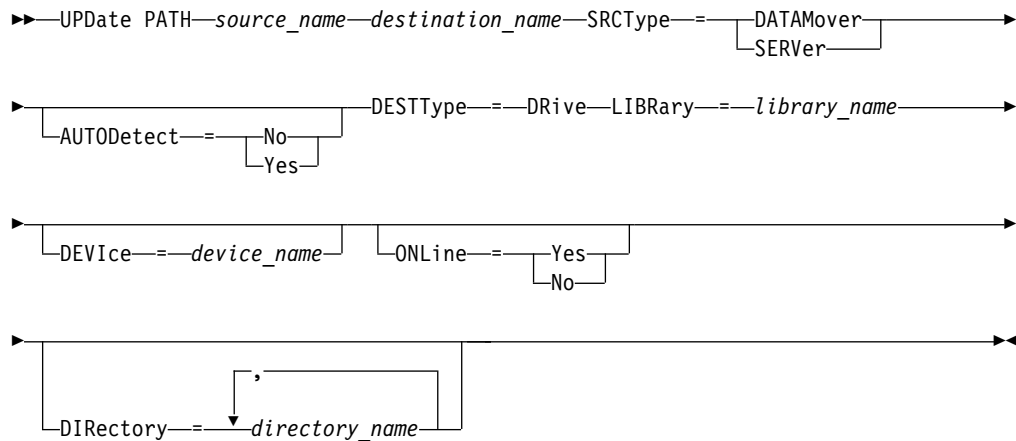 UPDate PATH source_name destination_name SRCType = DATAMover
SERVer
AUTODetect = No
Yes
DESTType = DRive LIBRary = library_name
DEVIce = device_name
ONLine = Yes
No
DIRectory = directory_name
,